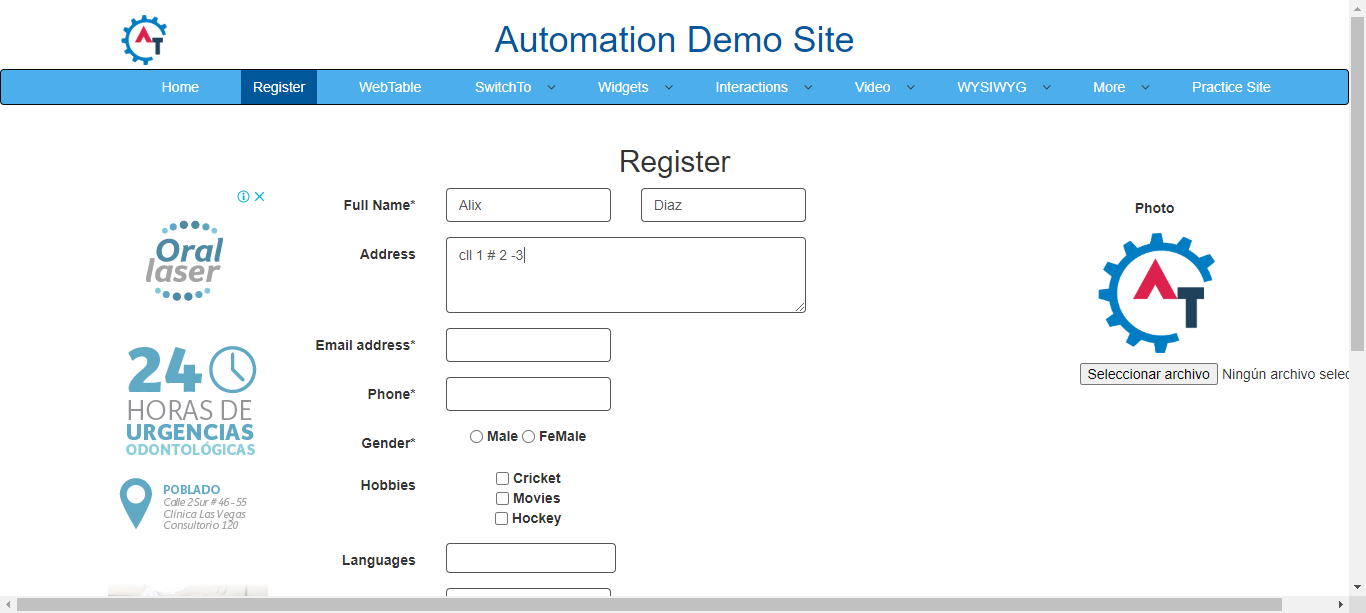 AT
Automation Demo Site
Home Register WebTable SwitchTo Widgets Interactions Video WYSIWYG More Practice Site
Register
Full Name* Alix Diaz
Address cll 1 # 2 -3
Email address*
Phone*
Gender* Male FeMale
Hobbies Cricket
Movies
Hockey
Languages
Photo
AT
Seleccionar archivo Ningún archivo selec
Oral
laser
24
HORAS DE
URGENCIAS
ODONTOLÓGICAS
POBLADO
Calle 2 Sur # 46 - 55
Clínica Las Vegas
Consultorio 120